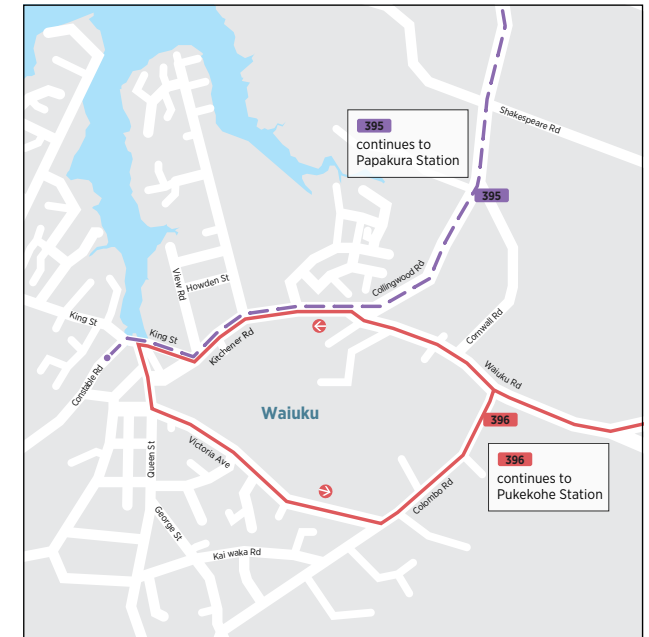 Shakespeare Rd
395
continues to
Papakura Station
395
Collingwood Rd
View Rd
Howden St
King St
King St
Kitchener Rd
Cornwall Rd
Constable Rd
Waiuku Rd
Waiuku
396
396
continues to
Pukekohe Station
Queen St
Victoria Ave
Colombo Rd
George St
Kai waka Rd